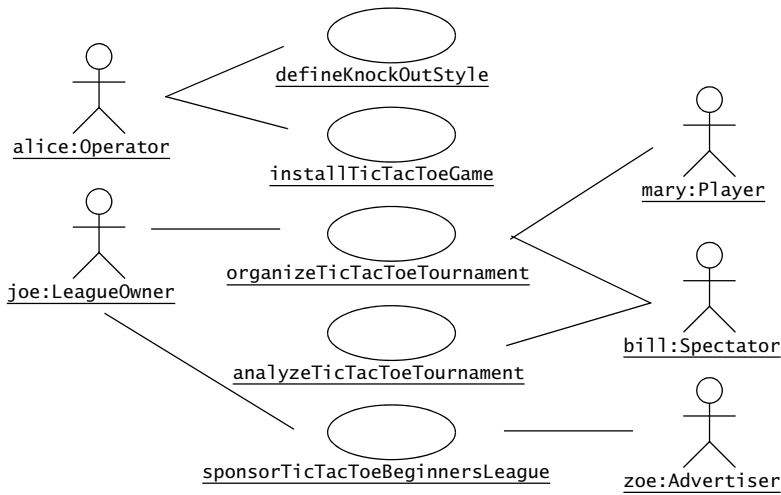 defineKnockOutStyle
alice:Operator
installTicTacToeGame
mary:Player
organizeTicTacToeTournament
joe:LeagueOwner
bill:Spectator
analyzeTicTacToeTournament
sponsorTicTacToeBeginnersLeague
zoe:Advertiser